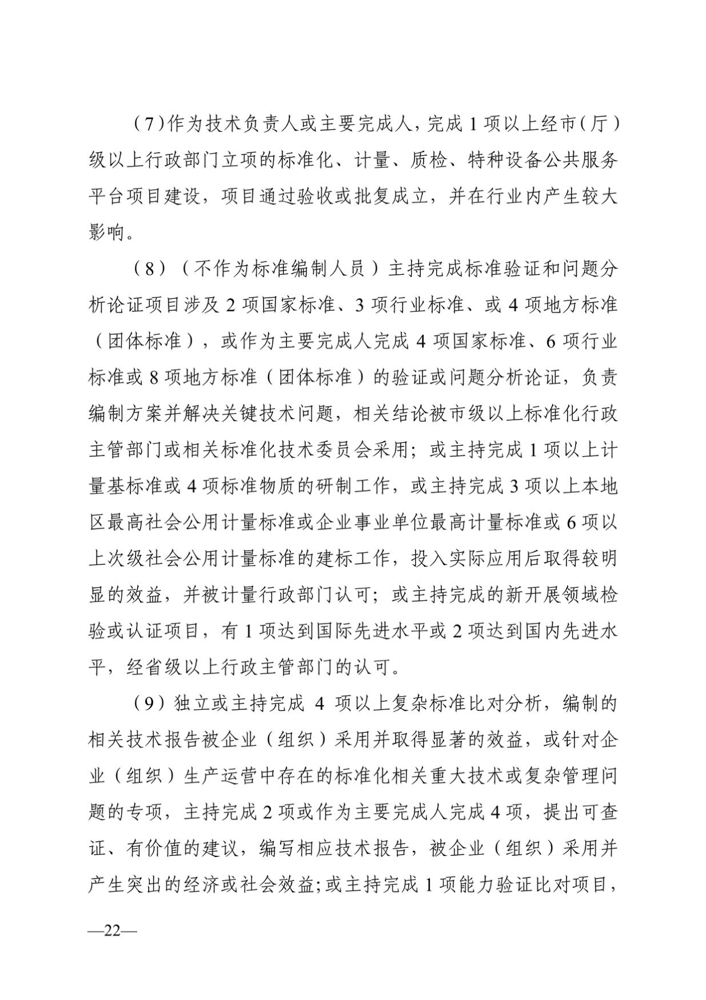 （7）作为技术负责人或主要完成人，完成 1 项以上经市（厅）
级以上行政部门立项的标准化、计量、质检、特种设备公共服务
平台项目建设，项目通过验收或批复成立，并在行业内产生较大
影响。
（8）（不作为标准编制人员）主持完成标准验证和问题分
析论证项目涉及 2 项国家标准、3 项行业标准、或 4 项地方标准
（团体标准），或作为主要完成人完成 4 项国家标准、6 项行业
标准或 8 项地方标准（团体标准）的验证或问题分析论证，负责
编制方案并解决关键技术问题，相关结论被市级以上标准化行政
主管部门或相关标准化技术委员会采用；或主持完成 1 项以上计
量基标准或 4 项标准物质的研制工作，或主持完成 3 项以上本地
区最高社会公用计量标准或企业事业单位最高计量标准或 6 项以
上次级社会公用计量标准的建标工作，投入实际应用后取得较明
显的效益，并被计量行政部门认可；或主持完成的新开展领域检
验或认证项目，有 1 项达到国际先进水平或 2 项达到国内先进水
平，经省级以上行政主管部门的认可。
（9）独立或主持完成 4 项以上复杂标准比对分析，编制的
相关技术报告被企业（组织）采用并取得显著的效益，或针对企
业（组织）生产运营中存在的标准化相关重大技术或复杂管理问
题的专项，主持完成 2 项或作为主要完成人完成 4 项，提出可查
证、有价值的建议，编写相应技术报告，被企业（组织）采用并
产生突出的经济或社会效益；或主持完成 1 项能力验证比对项目，
—22—